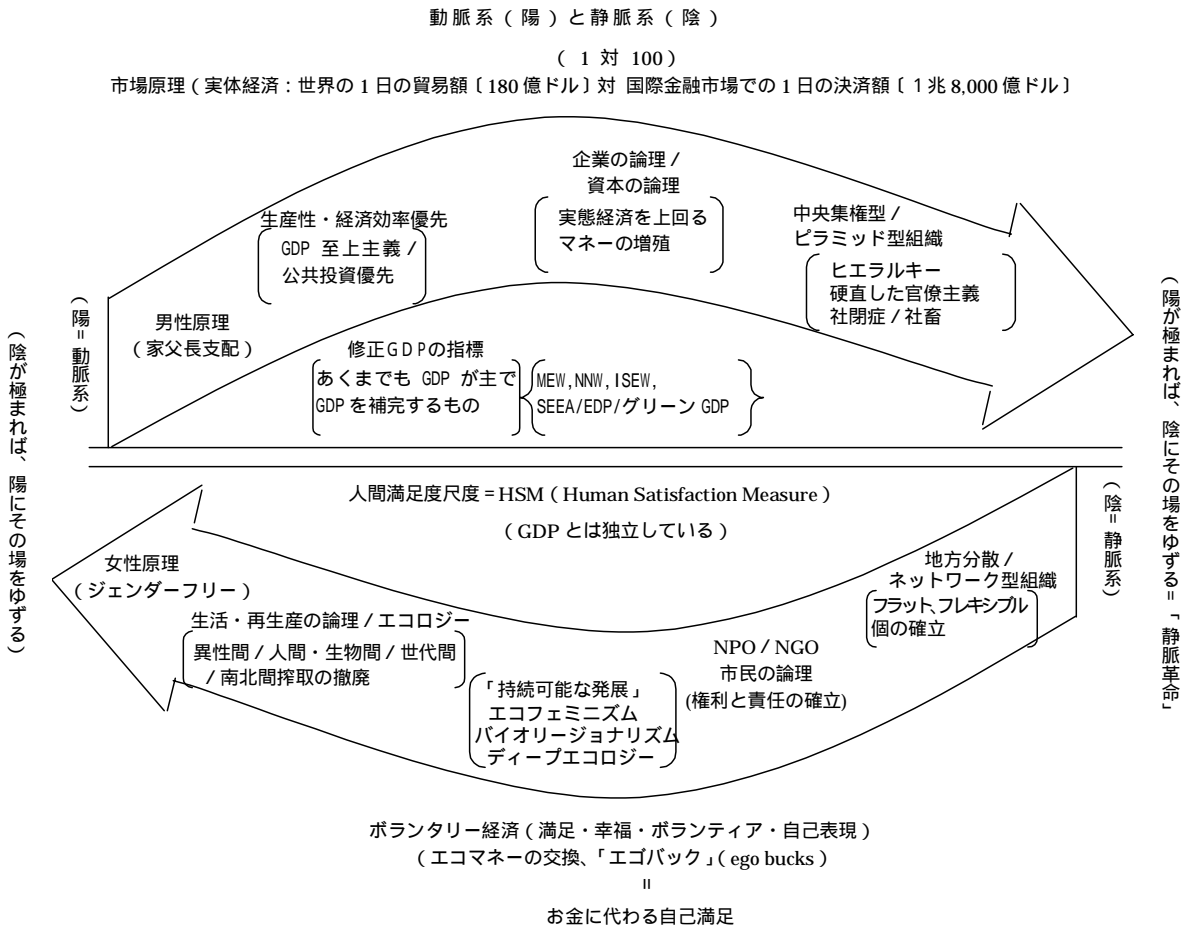 動脈系(陽)と静脈系(陰)
(1 対 100)
市場原理(実体経済:世界の1日の貿易額〔180億ドル〕対 国際金融市場での1日の決済額〔1兆8,000億ドル〕
企業の論理/
資本の論理
実態経済を上回る
マネーの増殖
生産性・経済効率優先
GDP 至上主義/
公共投資優先
中央集権型/
ピラミッド型組織
ヒエラルキー
硬直した官僚主義
社閉症/社畜
(陽=動脈系)
男性原理
(家父長支配)
修正GDPの指標
あくまでも GDP が主で
GDP を補完するもの
MEW,NNW,ISEW,
SEEA/EDP/グリーン GDP
(陰が極まれば、陽にその場をゆずる)
(陽が極まれば、陰にその場をゆずる=「静脈革命」
人間満足度尺度=HSM(Human Satisfaction Measure)
(GDP とは独立している)
(陰=静脈系)
女性原理
(ジェンダーフリー)
地方分散/
ネットワーク型組織
フラット、フレキシブル
個の確立
生活・再生産の論理/エコロジー
異性間/人間・生物間/世代間
/南北間搾取の撤廃
NPO/NGO
市民の論理
(権利と責任の確立)
「持続可能な発展」
エコフェミニズム
バイオリージョナリズム
ディープエコロジー
ボランタリー経済(満足・幸福・ボランティア・自己表現)
(エコマネーの交換、「エゴバック」(ego bucks)
=
お金に代わる自己満足